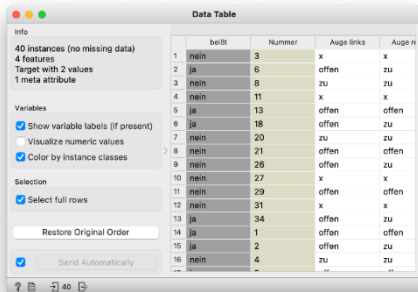 Data Table
Info
40 instances (no missing data)
4 features
Target with 2 values
1 meta attribute
Variables
Show variable labels (if present)
Visualize numeric values
Color by instance classes
Selection
Select full rows
Restore Original Order
Send Automatically
? 40
beißt Nummer Auge links Auge re
1 nein 3 x x
2 ja 6 offen zu
3 nein 8 zu zu
4 nein 11 x x
5 ja 13 offen offen
6 ja 18 offen zu
7 nein 20 zu zu
8 nein 21 offen offen
9 nein 26 offen zu
10 nein 27 x x
11 nein 29 offen offen
12 nein 31 x x
13 ja 34 offen zu
14 ja 1 offen offen
15 ja 2 offen zu
16 nein 4 zu zu